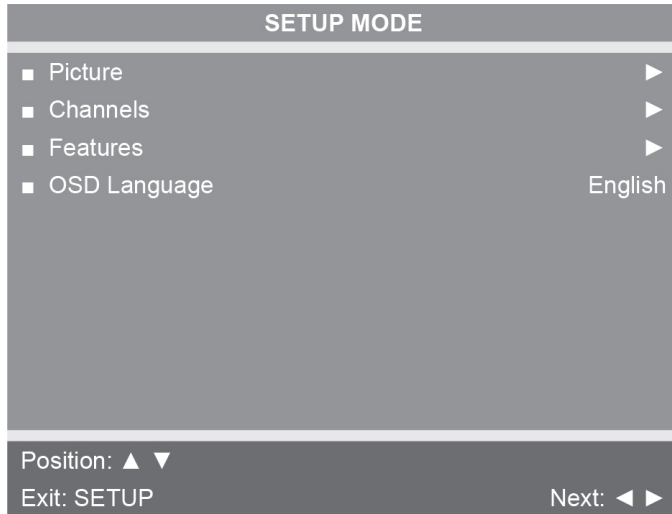 SETUP MODE
■ Picture ►
■ Channels ►
■ Features ►
■ OSD Language English
Position: ▲ ▼
Exit: SETUP Next: ◄ ►